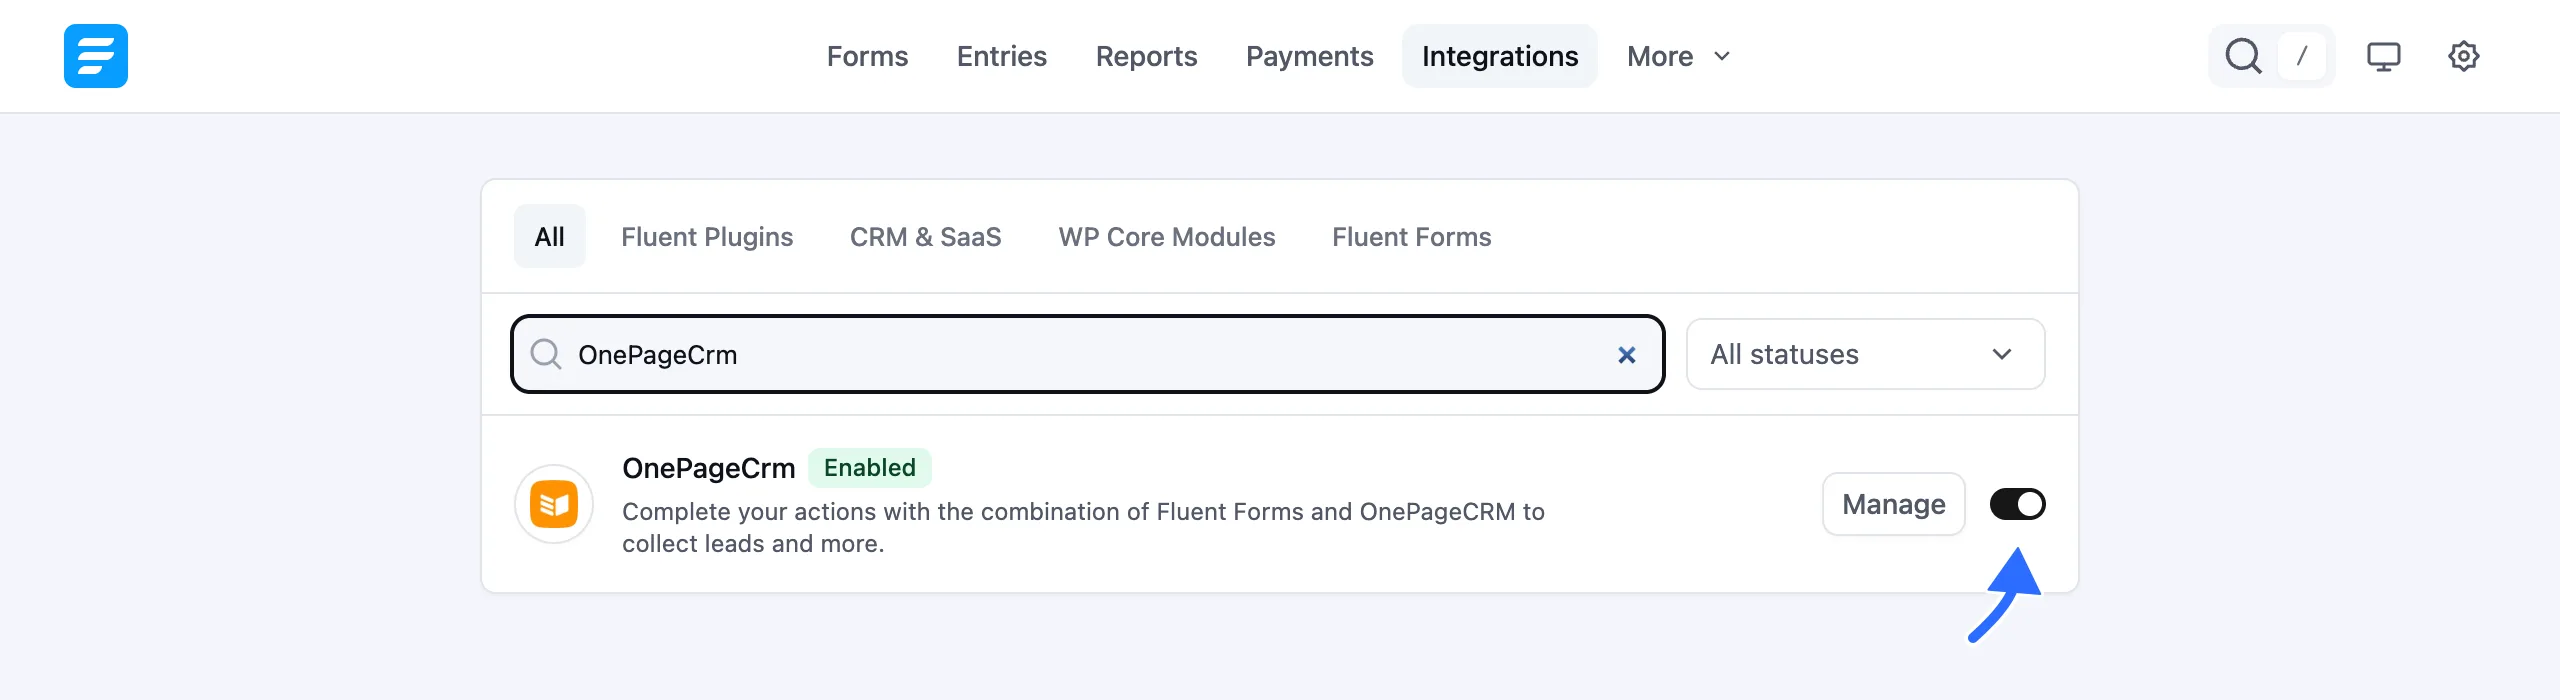 Forms Entries Reports Payments Integrations More /
All Fluent Plugins CRM & SaaS WP Core Modules Fluent Forms
OnePageCrm All statuses
OnePageCrm Enabled
Complete your actions with the combination of Fluent Forms and OnePageCRM to
collect leads and more.
Manage